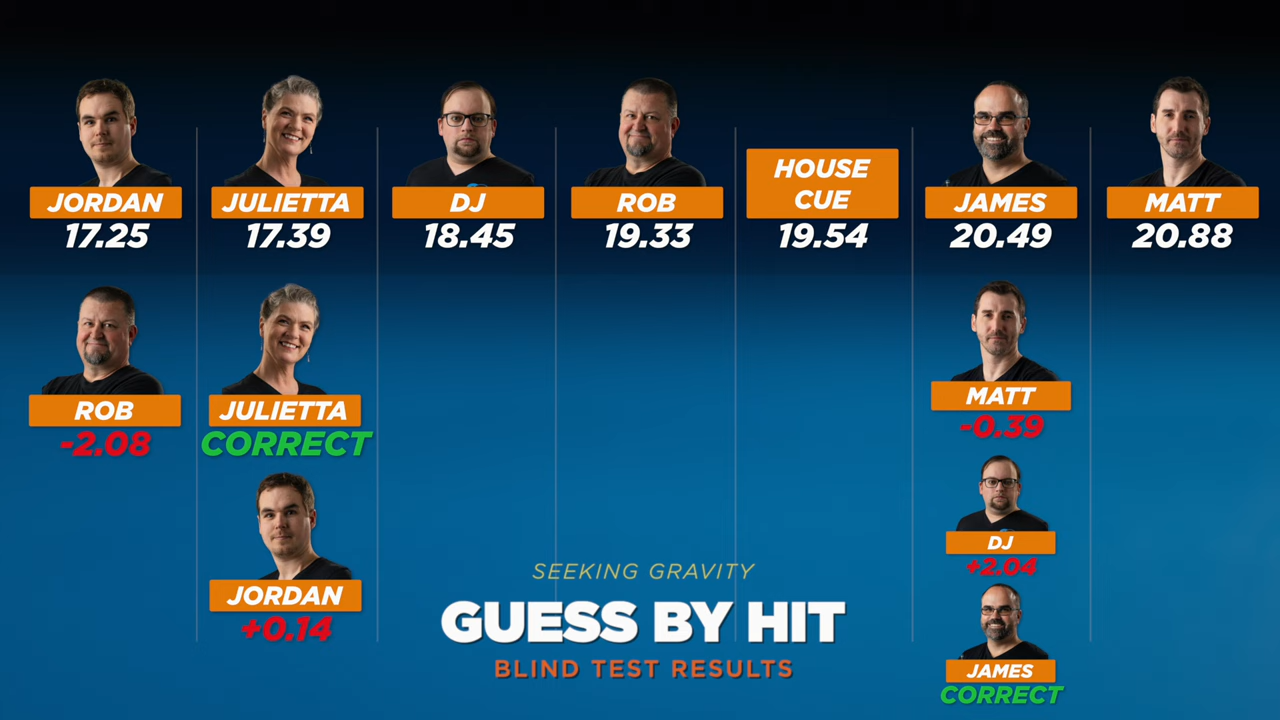 JORDAN
17.25
JULIETTA
17.39
DJ
18.45
ROB
19.33
HOUSE
CUE
19.54
JAMES
20.49
MATT
20.88
ROB
-2.08
JULIETTA
CORRECT
JORDAN
+0.14
MATT
-0.39
DJ
+2.04
JAMES
CORRECT
SEEKING GRAVITY
GUESS BY HIT
BLIND TEST RESULTS